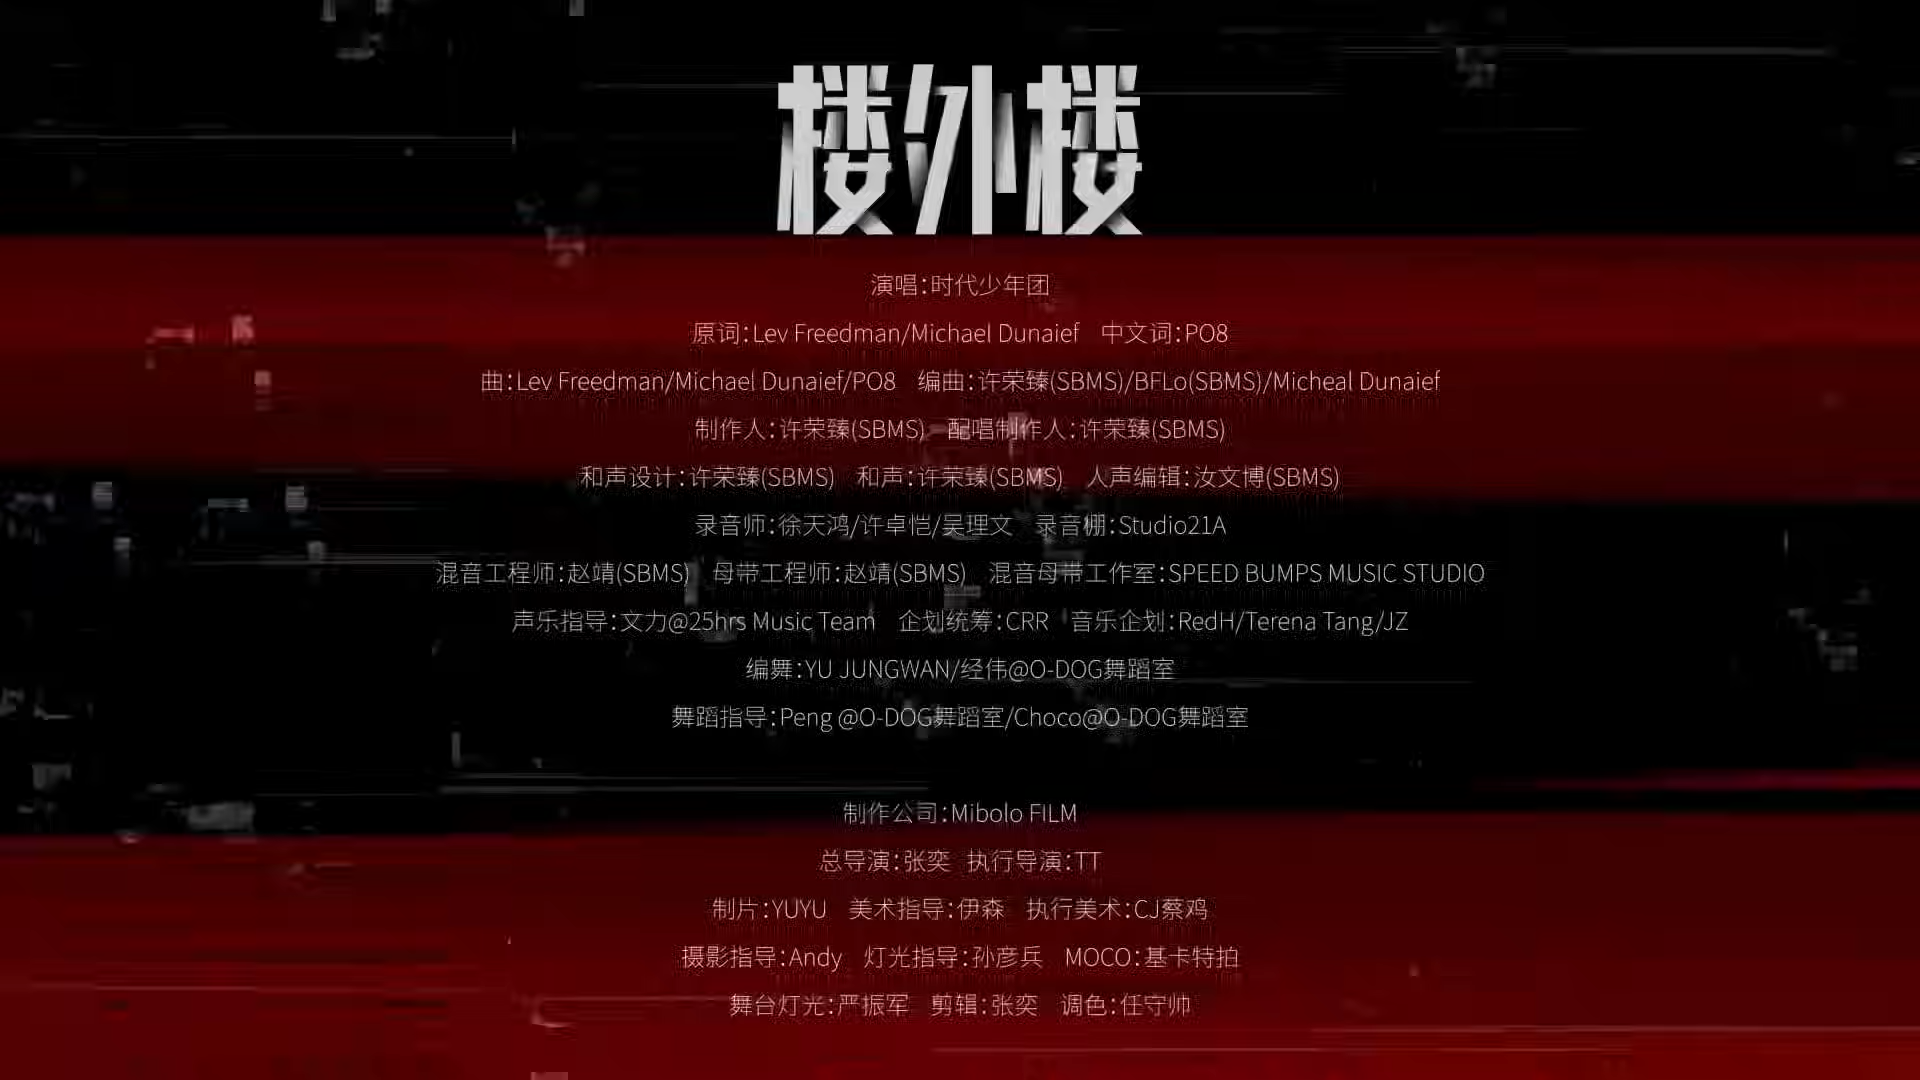 楼外楼
演唱:时代少年团
原词:Lev Freedman/Michael Dunaief 中文词:PO8
曲:Lev Freedman/Michael Dunaief/PO8 编曲:许荣臻(SBMS)/BFLo(SBMS)/Micheal Dunaief
制作人:许荣臻(SBMS) 配唱制作人:许荣臻(SBMS)
和声设计:许荣臻(SBMS) 和声:许荣臻(SBMS) 人声编辑:汝文博(SBMS)
录音师:徐天鸿/许卓恺/吴理文 录音棚:Studio21A
混音工程师:赵靖(SBMS) 母带工程师:赵靖(SBMS) 混音母带工作室:SPEED BUMPS MUSIC STUDIO
声乐指导:文力@25hrs Music Team 企划统筹:CRR 音乐企划:RedH/Terena Tang/JZ
编舞:YU JUNGWAN/经伟@O-DOG舞蹈室
舞蹈指导:Peng @O-DOG舞蹈室/Choco@O-DOG舞蹈室
制作公司:Mibolo FILM
总导演:张奕 执行导演:TT
制片:YUYU 美术指导:伊森 执行美术:CJ蔡鸡
摄影指导:Andy 灯光指导:孙彦兵 MOCO:基卡特拍
舞台灯光:严振军 剪辑:张奕 调色:任守帅